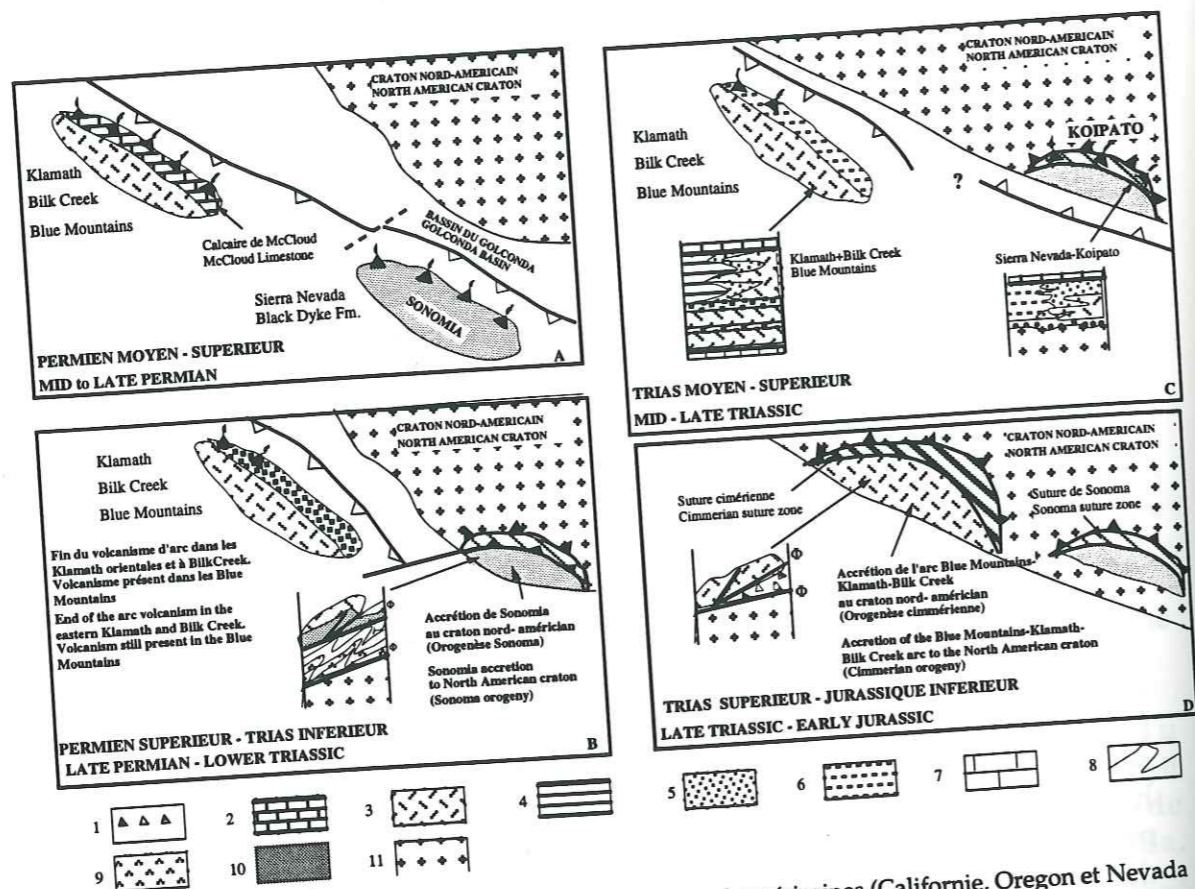 CRATON NORD-AMERICAIN
NORTH AMERICAN CRATON
Klamath
Bilk Creek
Blue Mountains
Calcaire de McCloud
McCloud Limestone
BASSIN DU GOLCONDA
GOLCONDA BASIN
Sierra Nevada
Black Dyke Fm.
SONOMIA
PERMIEN MOYEN - SUPERIEUR
MID to LATE PERMIAN
A
CRATON NORD-AMERICAIN
NORTH AMERICAN CRATON
Klamath
Bilk Creek
Blue Mountains
KOIPATO
?
Klamath+Bilk Creek
Blue Mountains
Sierra Nevada-Koipato
TRIAS MOYEN - SUPERIEUR
MID - LATE TRIASSIC
C
CRATON NORD-AMERICAIN
NORTH AMERICAN CRATON
Klamath
Bilk Creek
Blue Mountains
Fin du volcanisme d'arc dans les
Klamath orientales et à BilkCreek.
Volcanisme présent dans les Blue
Mountains
End of the arc volcanism in the
eastern Klamath and Bilk Creek.
Volcanism still present in the Blue
Mountains
Φ
Φ
Accrétion de Sonomia
au craton nord- américian
(Orogenèse Sonoma)
Sonomia accretion
to North American craton
(Sonoma orogeny)
PERMIEN SUPERIEUR - TRIAS INFERIEUR
LATE PERMIAN - LOWER TRIASSIC
B
CRATON NORD-AMERICAIN
NORTH AMERICAN CRATON
Suture cimérienne
Cimmerian suture zone
Suture de Sonoma
Sonoma suture zone
Φ
Φ
Accrétion de l'arc Blue Mountains-
Klamath-Bilk Creek
au craton nord- américian
(Orogenèse cimmérienne)
Accretion of the Blue Mountains-Klamath-
Bilk Creek arc to the North American craton
(Cimmerian orogeny)
TRIAS SUPERIEUR - JURASSIQUE INFERIEUR
LATE TRIASSIC - EARLY JURASSIC
D
1
2
3
4
5
6
7
8
9
10
11
(Californie, Oregon et Nevada